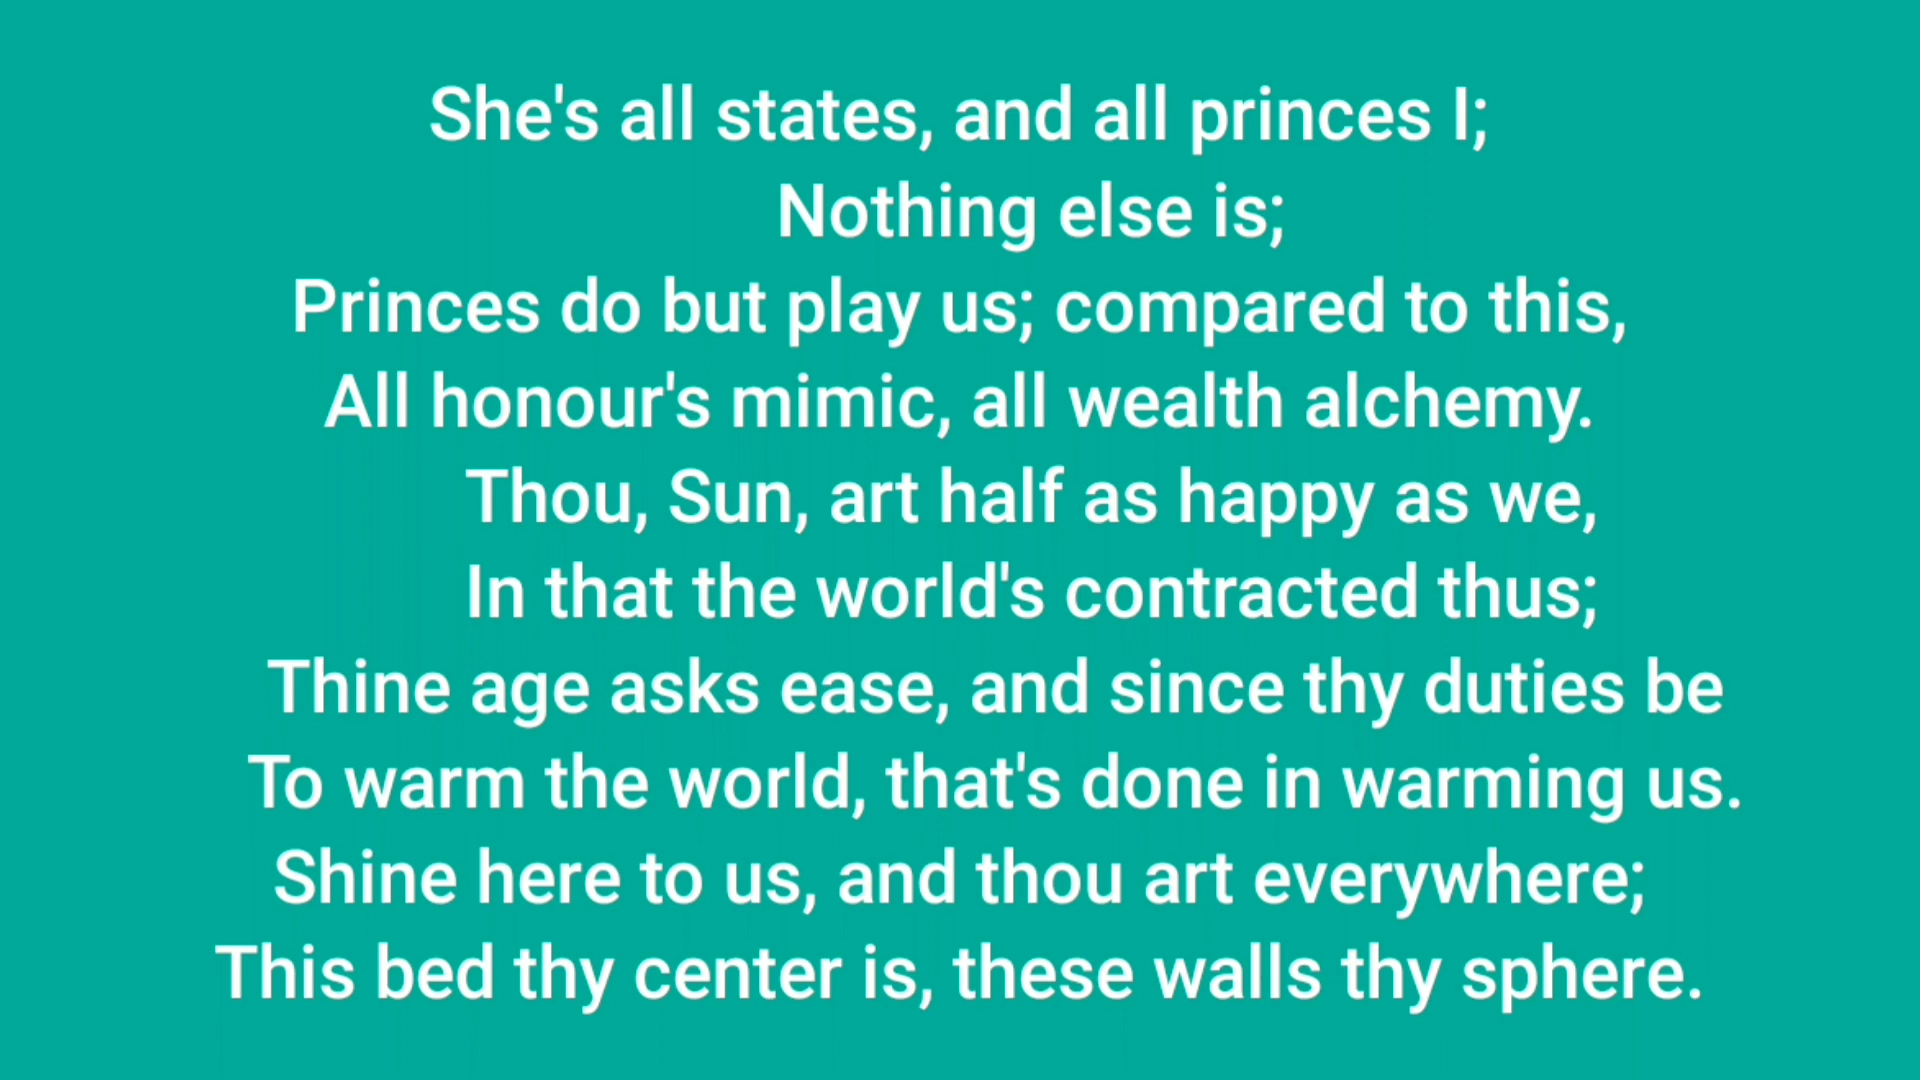 She's all states, and all princes I;
Nothing else is;
Princes do but play us; compared to this,
All honour's mimic, all wealth alchemy.
Thou, Sun, art half as happy as we,
In that the world's contracted thus;
Thine age asks ease, and since thy duties be
To warm the world, that's done in warming us.
Shine here to us, and thou art everywhere;
This bed thy center is, these walls thy sphere.